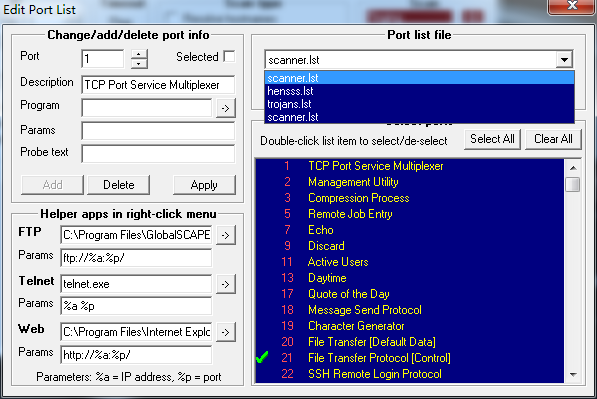 Edit Port List
Change/add/delete port info
Port
1
Selected
Description
TCP Port Service Multiplexer
Program
->
Params
Probe text
Add
Delete
Apply
Helper apps in right-click menu
FTP
C:\Program Files\GlobalSCAPE
->
Params
ftp://%a:%p/
Telnet
telnet.exe
->
Params
%a %p
Web
C:\Program Files\Internet Explo
->
Params
http://%a:%p/
Parameters: %a = IP address, %p = port
Port list file
scanner.lst
scanner.lst
hensss.lst
trojans.lst
scanner.lst
Double-click list item to select/de-select
Select All
Clear All
1 TCP Port Service Multiplexer
2 Management Utility
3 Compression Process
5 Remote Job Entry
7 Echo
9 Discard
11 Active Users
13 Daytime
17 Quote of the Day
18 Message Send Protocol
19 Character Generator
20 File Transfer [Default Data]
21 File Transfer Protocol [Control]
22 SSH Remote Login Protocol